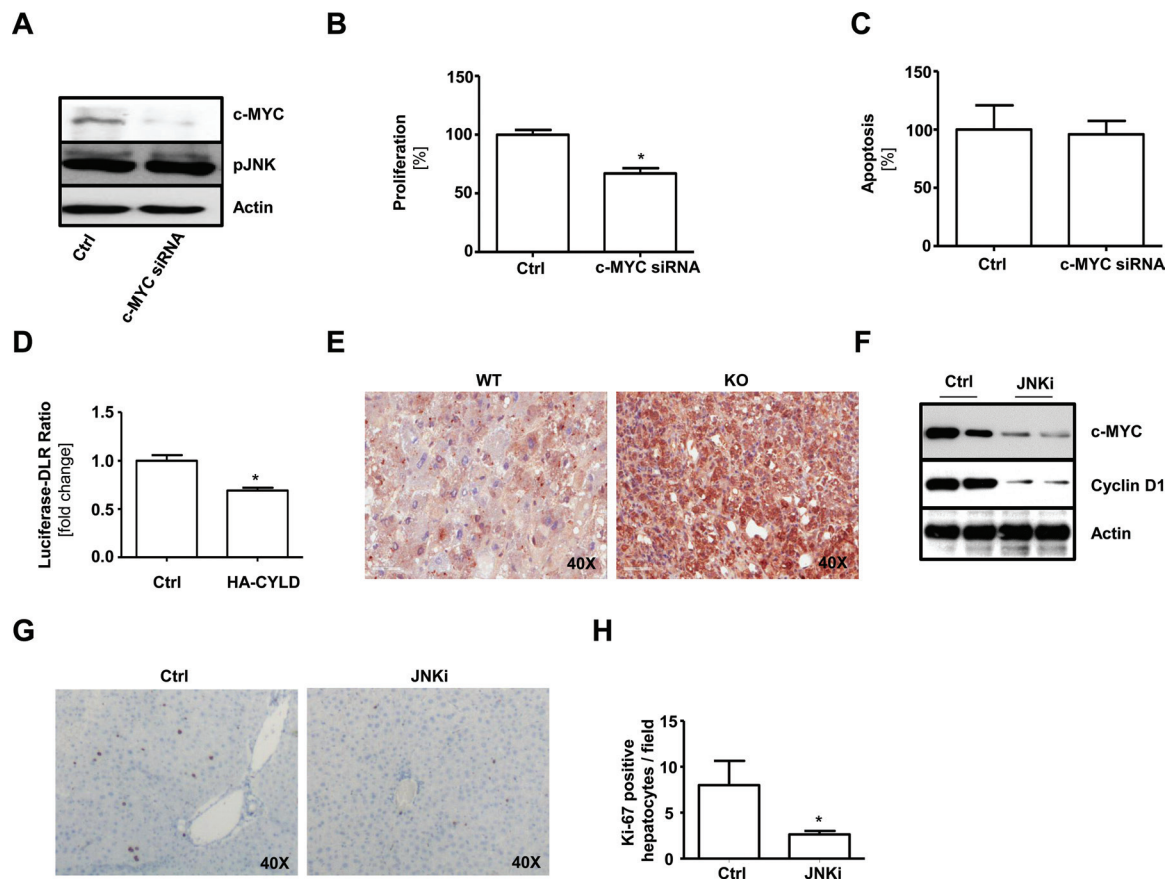 A
c-MYC
pJNK
Actin
Ctrl
c-MYC siRNA
B
Proliferation
[%]
150
100
50
0
Ctrl
c-MYC siRNA
*
C
Apoptosis
[%]
150
100
50
0
Ctrl
c-MYC siRNA
D
Luciferase-DLR Ratio
[fold change]
1.5
1.0
0.5
0.0
Ctrl
HA-CYLD
*
E
WT
KO
40X
40X
F
Ctrl
JNKi
c-MYC
Cyclin D1
Actin
G
Ctrl
JNKi
40X
40X
H
Ki-67 positive
hepatocytes / field
15
10
5
0
Ctrl
JNKi
*